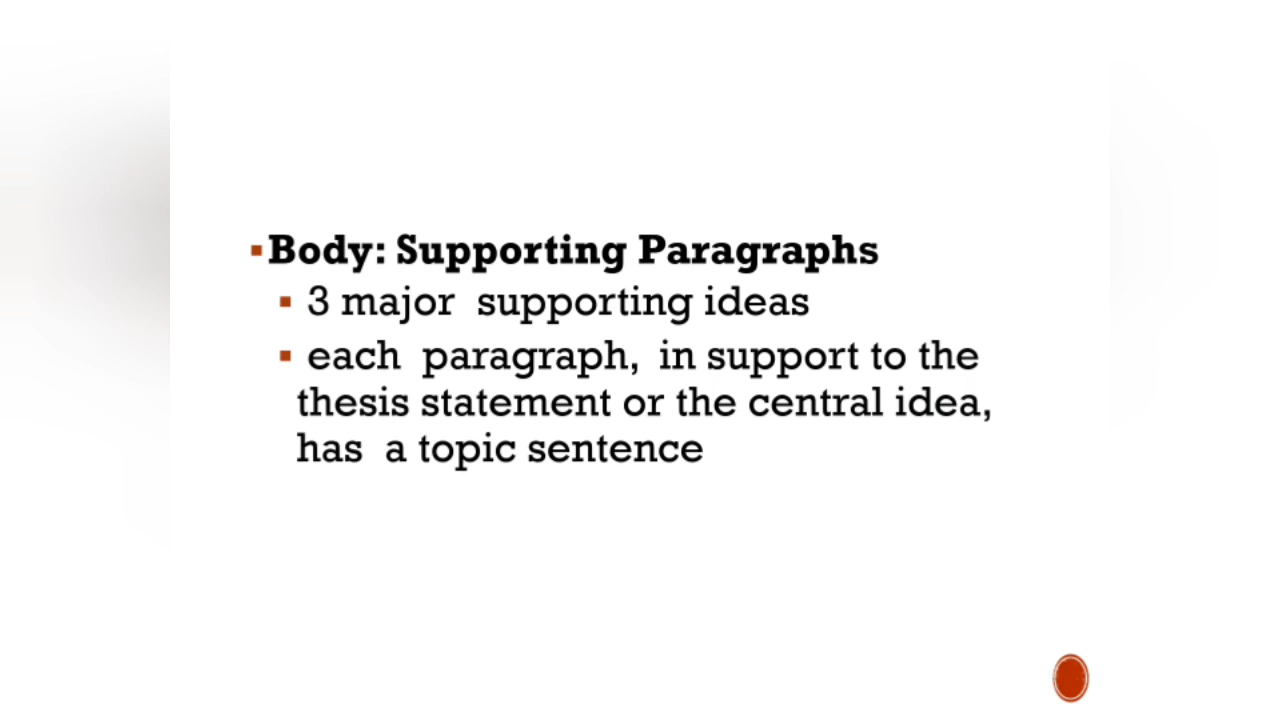 ▪Body: Supporting Paragraphs
▪ 3 major supporting ideas
▪ each paragraph, in support to the
thesis statement or the central idea,
has a topic sentence